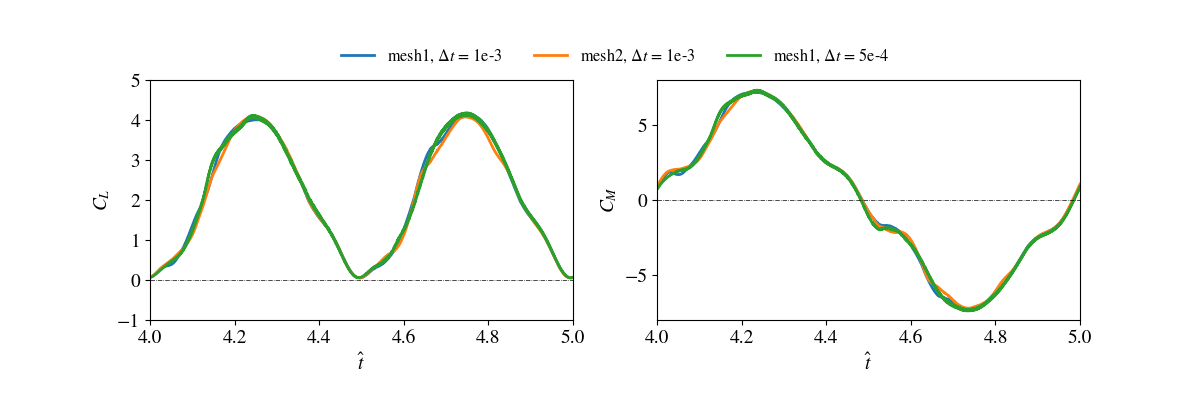 mesh1, Δt = 1e-3 mesh2, Δt = 1e-3 mesh1, Δt = 5e-4
5
4
3
2
1
0
−1
C_L
4.0 4.2 4.4 4.6 4.8 5.0
t̂
5
0
−5
C_M
4.0 4.2 4.4 4.6 4.8 5.0
t̂